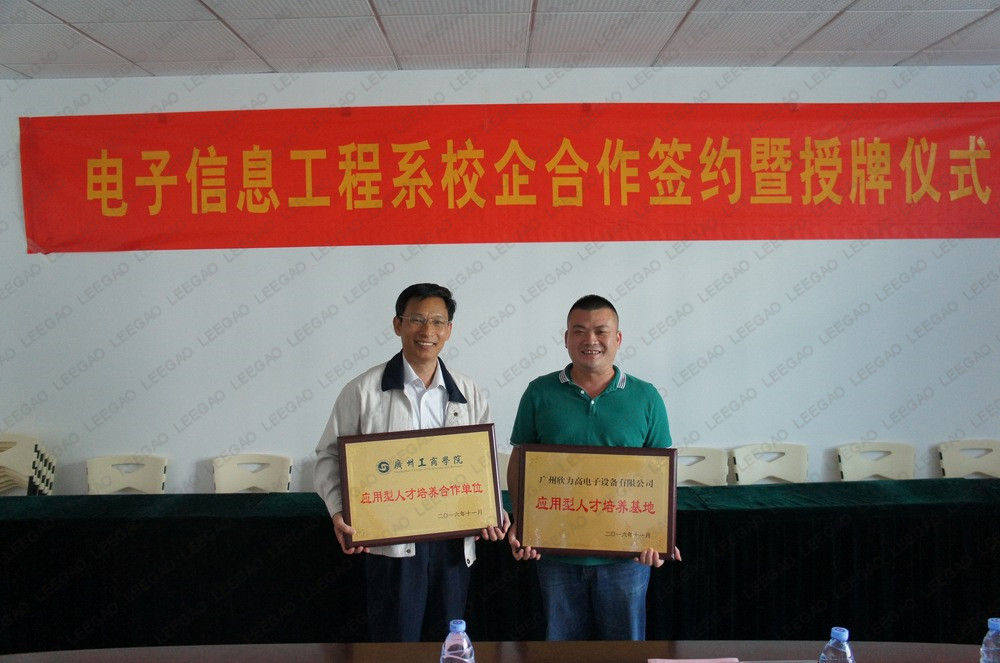 电子信息工程系校企合作签约暨授牌仪式
廣州工商學院
应用型人才培养合作单位
二〇一六年十一月
广州欣力高电子设备有限公司
应用型人才培养基地
二〇一六年十一月
LEEGAO